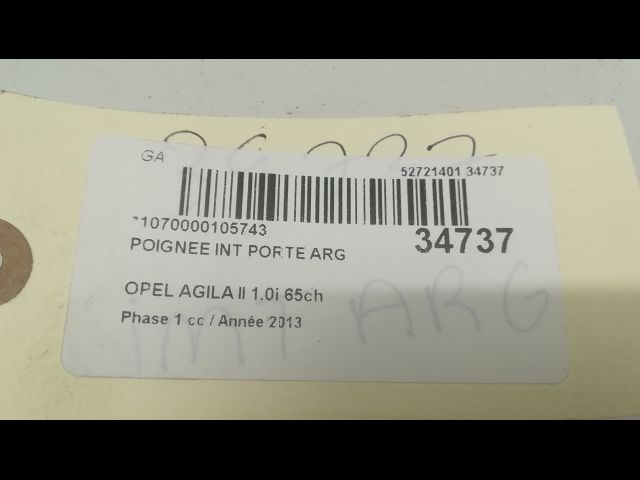 GA
52721401 34737
*1070000105743
34737
POIGNEE INT PORTE ARG
OPEL AGILA II 1.0i 65ch
Phase 1 cc / Année 2013
ARG